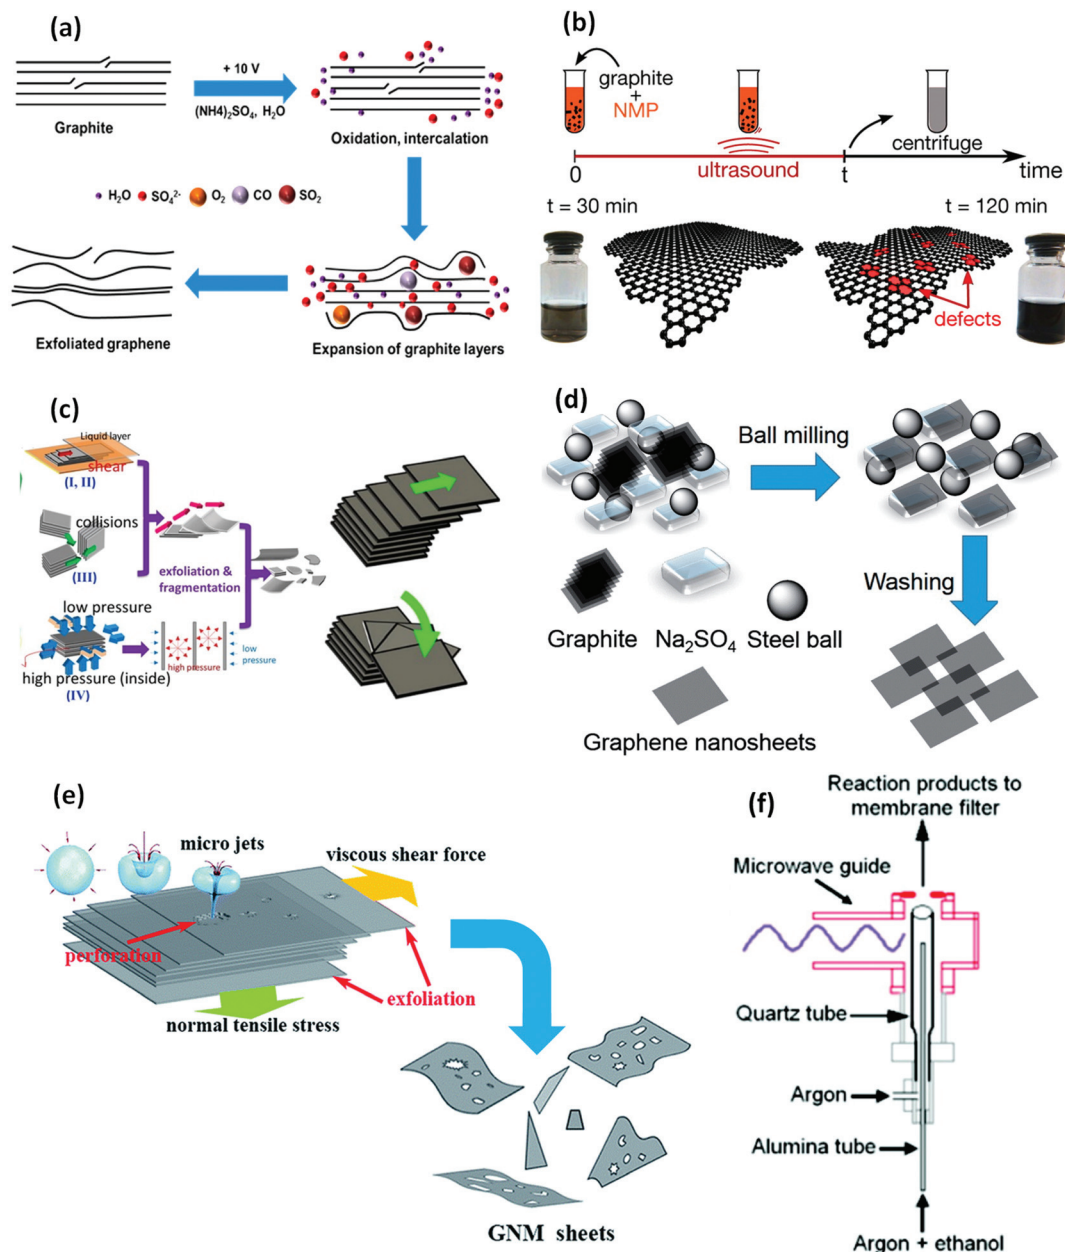 (a)
+ 10 V
(NH4)₂SO₄, H₂O
Graphite
Oxidation, intercalation
H₂O SO₄²⁻ O₂ CO SO₂
Exfoliated graphene
Expansion of graphite layers
(b)
graphite
+
NMP
centrifuge
0
ultrasound
t
time
t = 30 min
t = 120 min
defects
(c)
Liquid layer
shear
(I, II)
collisions
(III)
exfoliation &
fragmentation
low pressure
high pressure
low
pressure
high pressure (inside)
(IV)
(d)
Ball milling
Washing
Graphite Na₂SO₄ Steel ball
Graphene nanosheets
(e)
micro jets
viscous shear force
perforation
exfoliation
normal tensile stress
GNM sheets
(f)
Reaction products to
membrane filter
Microwave guide
Quartz tube
Argon
Alumina tube
Argon + ethanol